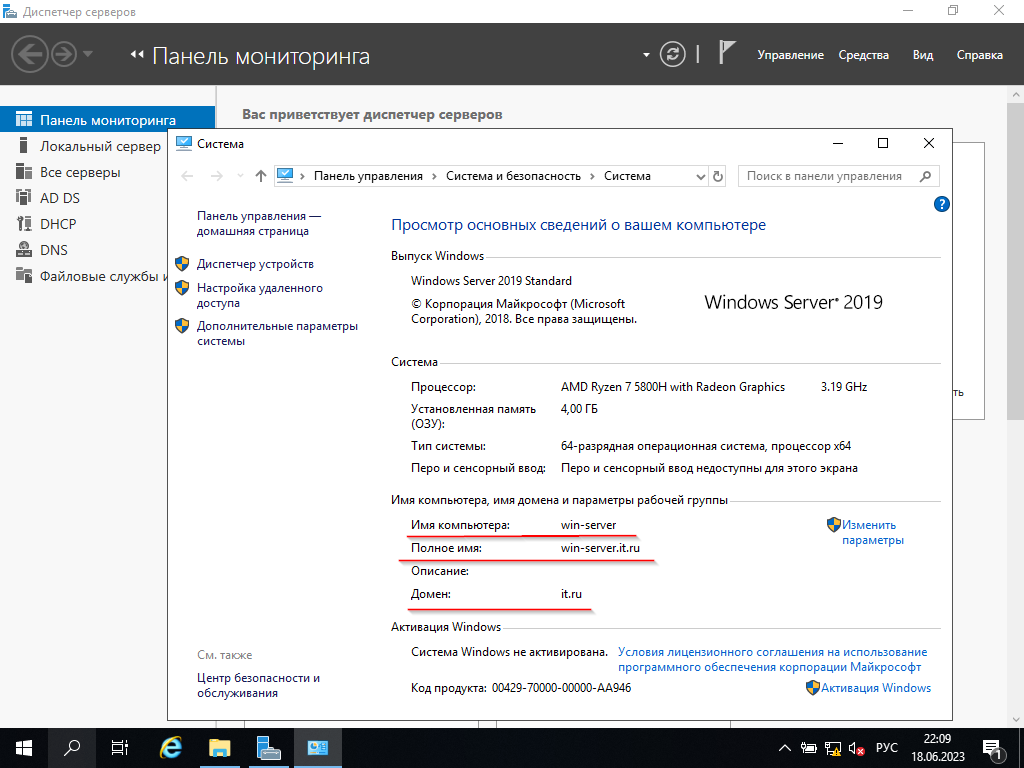 Диспетчер серверов
Панель мониторинга
Управление Средства Вид Справка
Панель мониторинга
Локальный сервер
Все серверы
AD DS
DHCP
DNS
Файловые службы и
Вас приветствует диспетчер серверов
Система
Панель управления Система и безопасность Система
Поиск в панели управления
Панель управления —
домашняя страница
Диспетчер устройств
Настройка удаленного
доступа
Дополнительные параметры
системы
См. также
Центр безопасности и
обслуживания
Просмотр основных сведений о вашем компьютере
Выпуск Windows
Windows Server 2019 Standard
© Корпорация Майкрософт (Microsoft
Corporation), 2018. Все права защищены.
Windows Server® 2019
Система
Процессор: AMD Ryzen 7 5800H with Radeon Graphics 3.19 GHz
Установленная память 4,00 ГБ
(ОЗУ):
Тип системы: 64-разрядная операционная система, процессор x64
Перо и сенсорный ввод: Перо и сенсорный ввод недоступны для этого экрана
Имя компьютера, имя домена и параметры рабочей группы
Имя компьютера: win-server
Изменить
параметры
Полное имя: win-server.it.ru
Описание:
Домен: it.ru
Активация Windows
Система Windows не активирована. Условия лицензионного соглашения на использование
программного обеспечения корпорации Майкрософт
Код продукта: 00429-70000-00000-AA946
Активация Windows
ть
РУС
22:09
18.06.2023
1